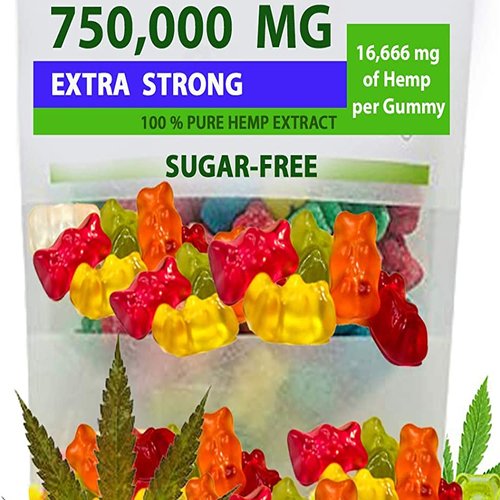 750,000 MG
EXTRA STRONG
16,666 mg
of Hemp
per Gummy
100 % PURE HEMP EXTRACT
SUGAR-FREE